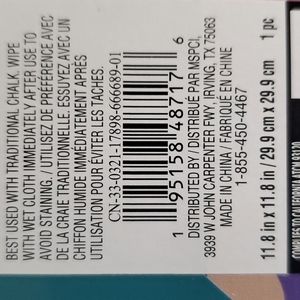 BEST USED WITH TRADITIONAL CHALK. WIPE
WITH WET CLOTH IMMEDIATELY AFTER USE TO
AVOID STAINING. / UTILISEZ DE PRÉFÉRENCE AVEC
DE LA CRAIE TRADITIONNELLE. ESSUYEZ AVEC UN
CHIFFON HUMIDE IMMÉDIATEMENT APRÈS
UTILISATION POUR ÉVITER LES TACHES.
CN-33-0321-17898-666689-01
1 95158 48717 6
DISTRIBUTED BY / DISTRIBUÉ PAR MSPCI,
3939 W JOHN CARPENTER FWY, IRVING, TX 75063
MADE IN CHINA / FABRIQUÉ EN CHINE
1-855-450-4467
11.8 in x 11.8 in / 29.9 cm x 29.9 cm 1 pc